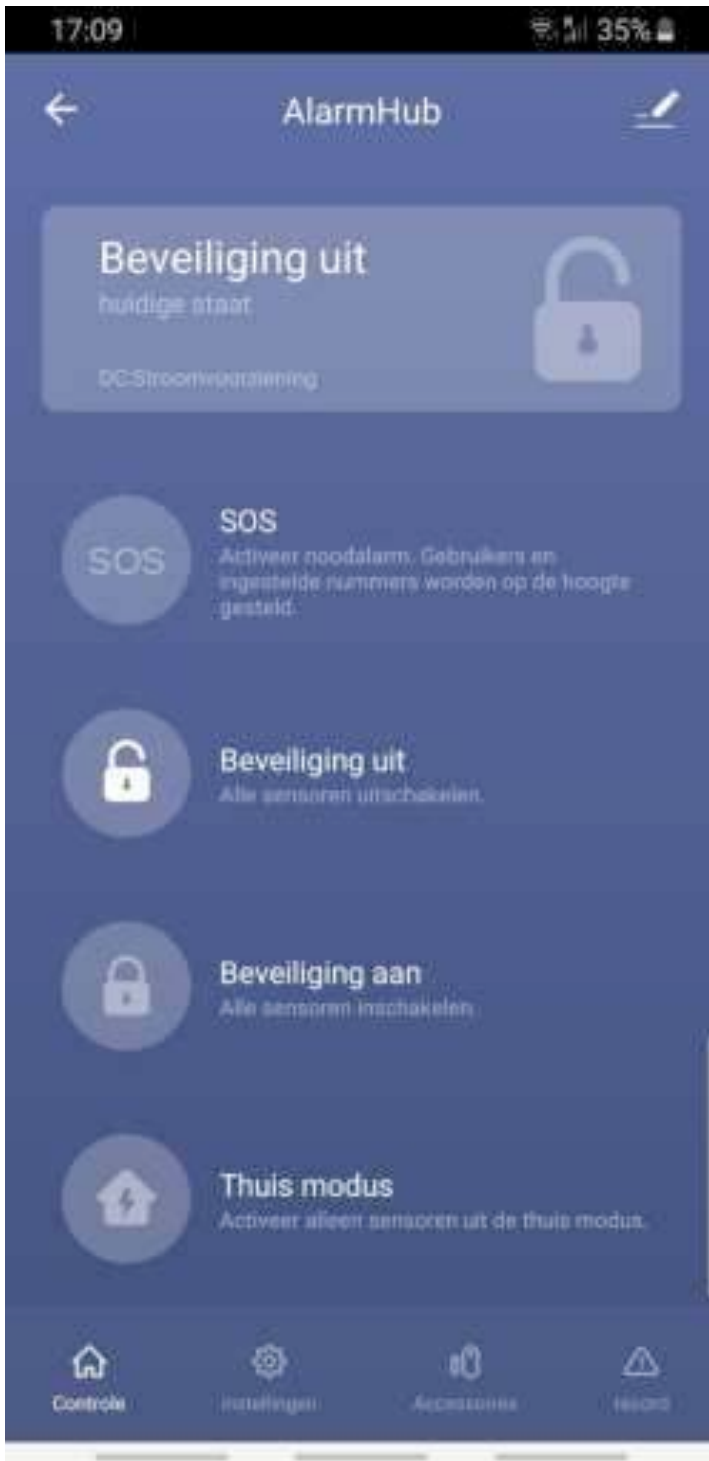 17:09
35%
AlarmHub
Beveiliging uit
huidige staat
DC:Stroomvoorziening
SOS
SOS
Activeer noodalarm. Gebruikers en
ingestelde nummers worden op de hoogte
gesteld.
Beveiliging uit
Alle sensoren uitschakelen.
Beveiliging aan
Alle sensoren inschakelen.
Thuis modus
Activeer alleen sensoren uit de thuis modus.
Controle
Instellingen
Accessoires
record